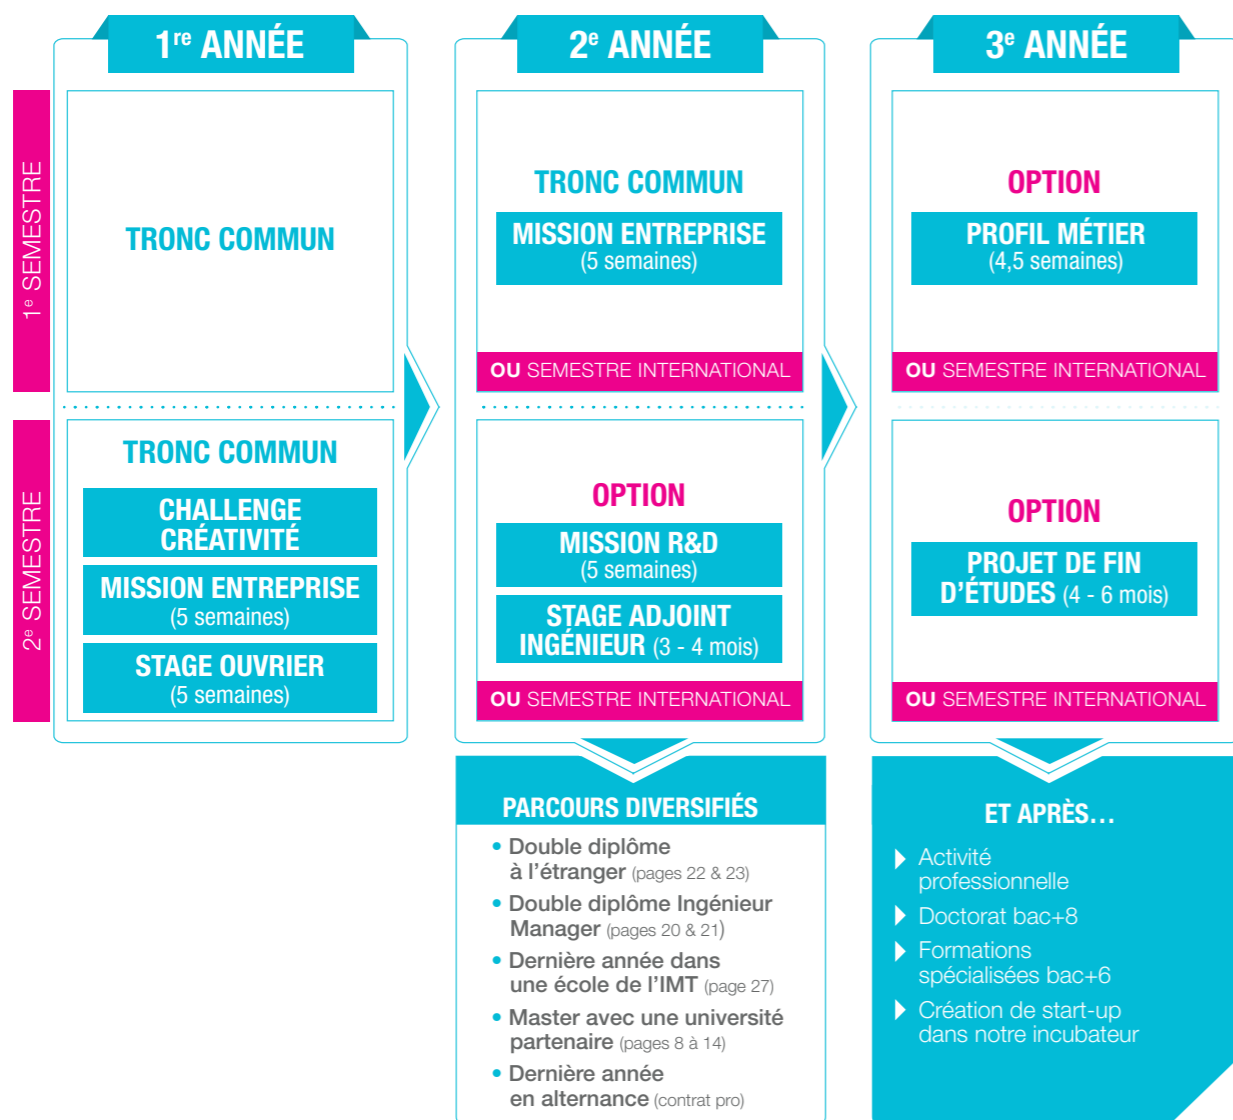 1re ANNÉE
2e ANNÉE
3e ANNÉE
1e SEMESTRE
TRONC COMMUN
TRONC COMMUN
MISSION ENTREPRISE
(5 semaines)
OU SEMESTRE INTERNATIONAL
OPTION
PROFIL MÉTIER
(4,5 semaines)
OU SEMESTRE INTERNATIONAL
2e SEMESTRE
TRONC COMMUN
CHALLENGE
CRÉATIVITÉ
MISSION ENTREPRISE
(5 semaines)
STAGE OUVRIER
(5 semaines)
OPTION
MISSION R&D
(5 semaines)
STAGE ADJOINT
INGÉNIEUR (3 - 4 mois)
OU SEMESTRE INTERNATIONAL
OPTION
PROJET DE FIN
D'ÉTUDES (4 - 6 mois)
OU SEMESTRE INTERNATIONAL
PARCOURS DIVERSIFIÉS
• Double diplôme
à l'étranger (pages 22 & 23)
• Double diplôme Ingénieur
Manager (pages 20 & 21)
• Dernière année dans
une école de l'IMT (page 27)
• Master avec une université
partenaire (pages 8 à 14)
• Dernière année
en alternance (contrat pro)
ET APRÈS…
Activité
professionnelle
Doctorat bac+8
Formations
spécialisées bac+6
Création de start-up
dans notre incubateur